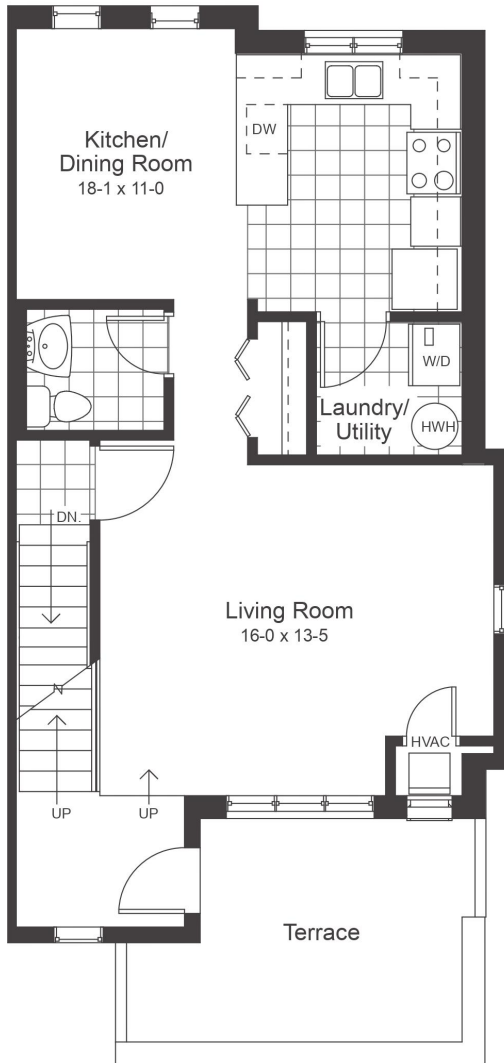 Kitchen/
Dining Room
18-1 x 11-0
DW
W/D
Laundry/
Utility
HWH
DN.
Living Room
16-0 x 13-5
HVAC
UP
UP
Terrace